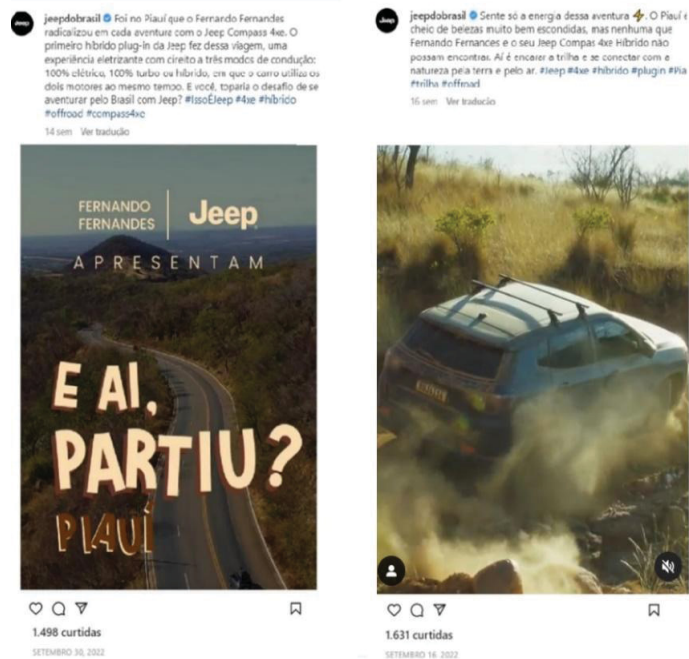 jeepdobrasil Foi no Piauí que o Fernando Fernandes
radicalizou em cada aventura com o Jeep Compass 4xe. O
primeiro híbrido plug-in da Jeep fez dessa viagem, uma
experiência eletrizante com direito a três modos de condução:
100% elétrico, 100% turbo ou híbrido, em que o carro utiliza os
dois motores ao mesmo tempo. E você, toparia o desafio de se
aventurar pelo Brasil com Jeep? #IssoÉJeep #4xe #híbrido
#offroad #compass4xe
14 sem Ver tradução
FERNANDO
FERNANDES
Jeep
APRESENTAM
E AI,
PARTIU?
PIAUÍ
1.498 curtidas
SETEMBRO 30, 2022
Jeep
jeepdobrasil Sente só a energia dessa aventura ⚡. O Piauí é
cheio de belezas muito bem escondidas, mas nenhuma que
Fernando Fernances e o seu Jeep Compas 4xe Híbrido não
possam encontrar. Aí é encarar a trilha e se conectar com a
natureza pela terra e pelo ar. #Jeep #4xe #híbrido #plugin #Pia
#trilha #offroad
16 sem Ver tradução
1.631 curtidas
SETEMBRO 16, 2022